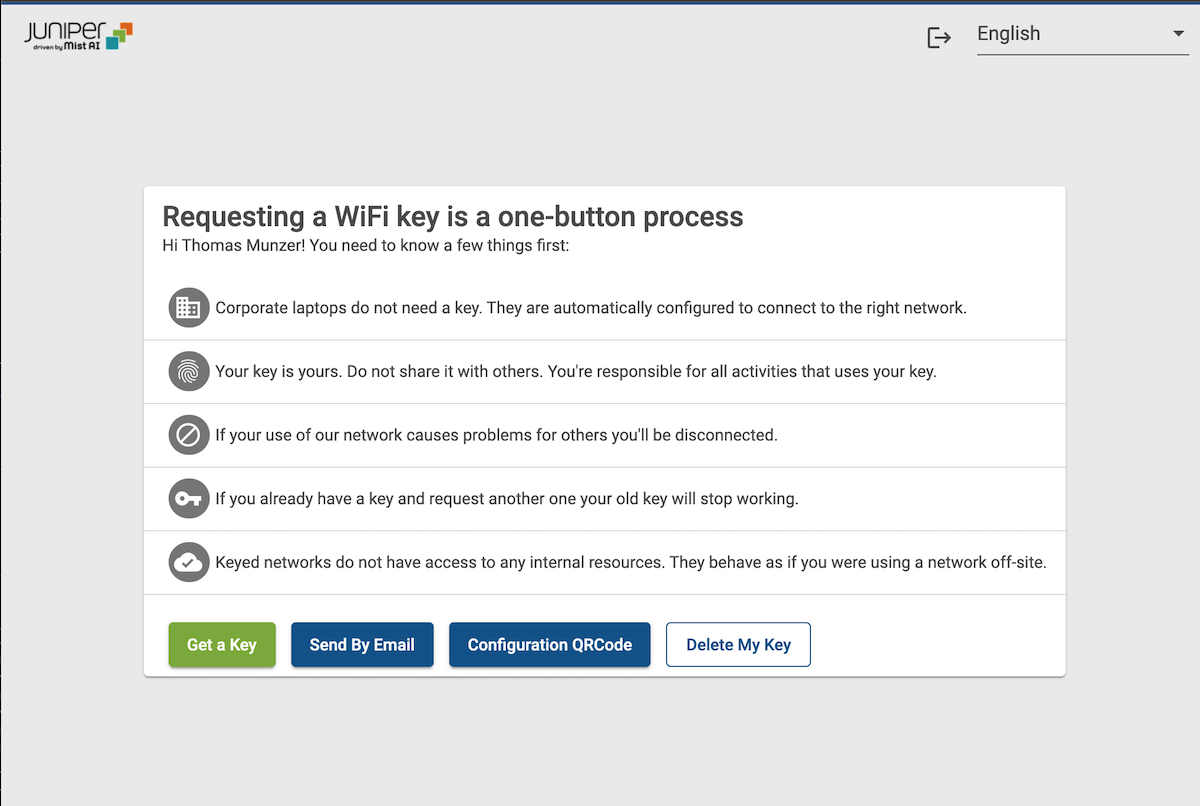 JUNIPER
driven by Mist AI
English
Requesting a WiFi key is a one-button process
Hi Thomas Munzer! You need to know a few things first:
Corporate laptops do not need a key. They are automatically configured to connect to the right network.
Your key is yours. Do not share it with others. You're responsible for all activities that uses your key.
If your use of our network causes problems for others you'll be disconnected.
If you already have a key and request another one your old key will stop working.
Keyed networks do not have access to any internal resources. They behave as if you were using a network off-site.
Get a Key
Send By Email
Configuration QRCode
Delete My Key